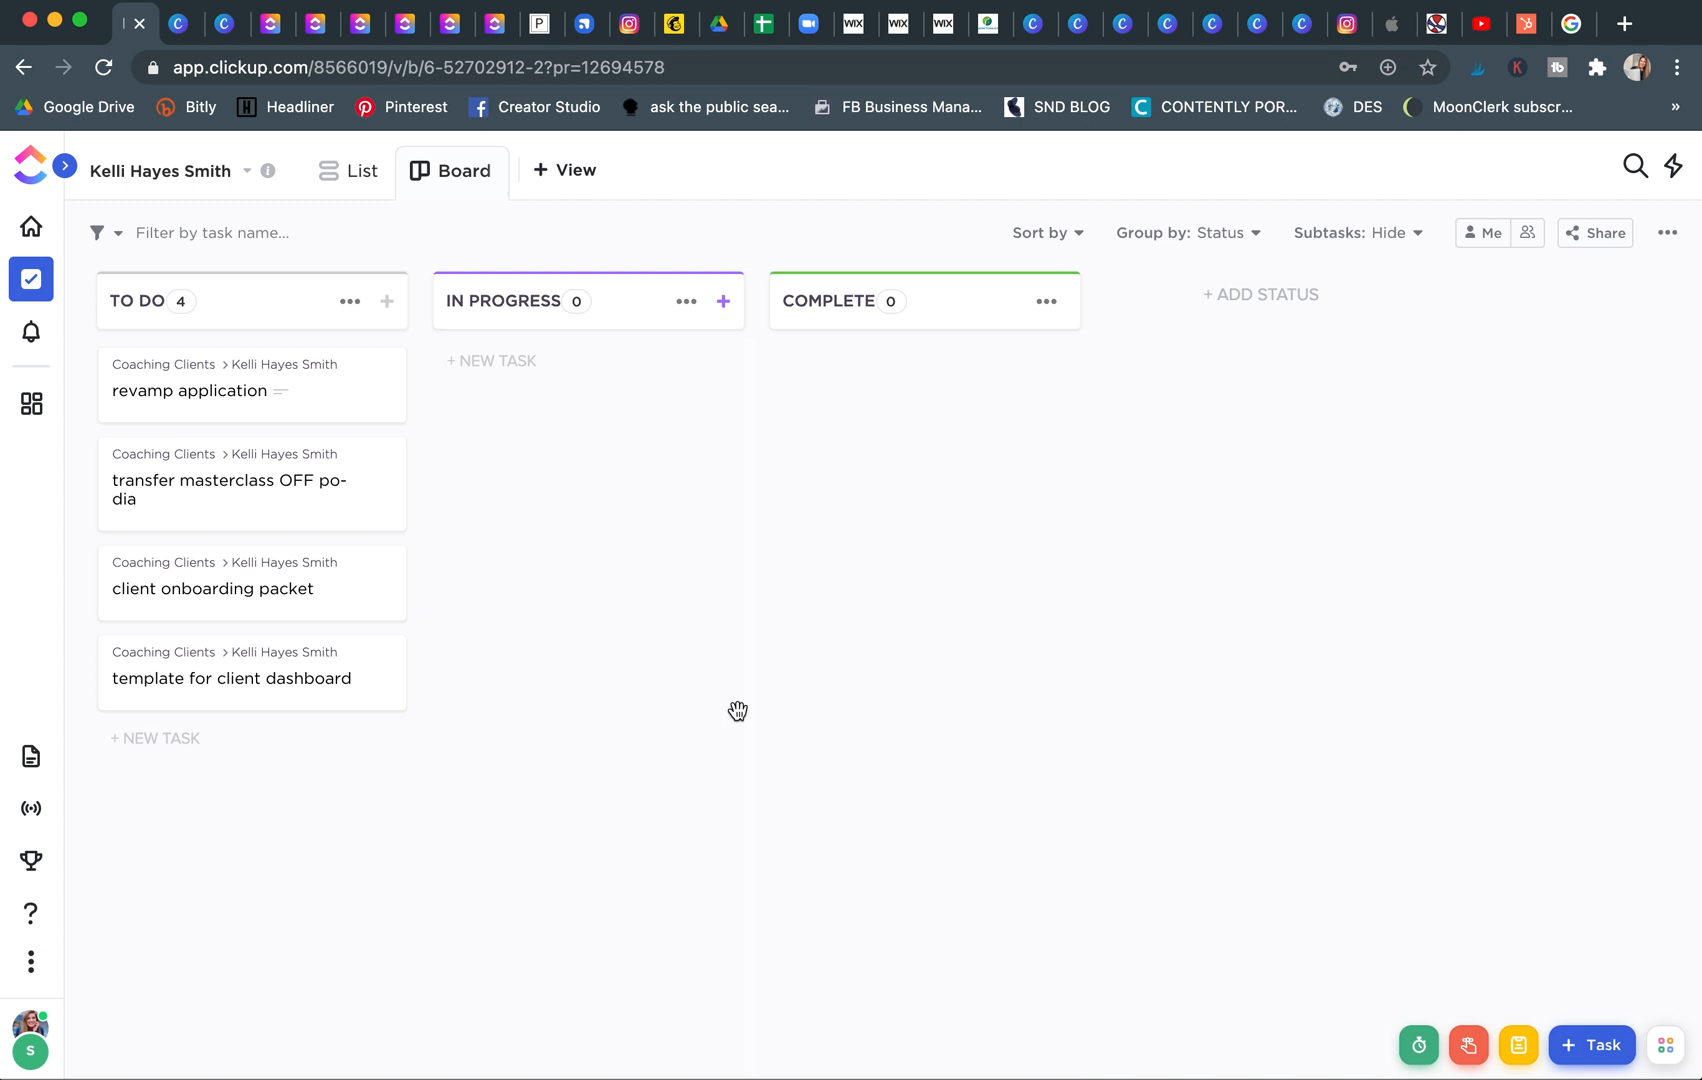 app.clickup.com/8566019/v/b/6-52702912-2?pr=12694578
Google Drive
Bitly
Headliner
Pinterest
Creator Studio
ask the public sea...
FB Business Mana...
SND BLOG
CONTENTLY POR...
DES
MoonClerk subscr...
»
Kelli Hayes Smith
List
Board
+ View
Filter by task name...
Sort by
Group by: Status
Subtasks: Hide
Me
Share
TO DO 4
IN PROGRESS 0
COMPLETE 0
+ ADD STATUS
Coaching Clients > Kelli Hayes Smith
revamp application
+ NEW TASK
Coaching Clients > Kelli Hayes Smith
transfer masterclass OFF po-
dia
Coaching Clients > Kelli Hayes Smith
client onboarding packet
Coaching Clients > Kelli Hayes Smith
template for client dashboard
+ NEW TASK
S
+ Task